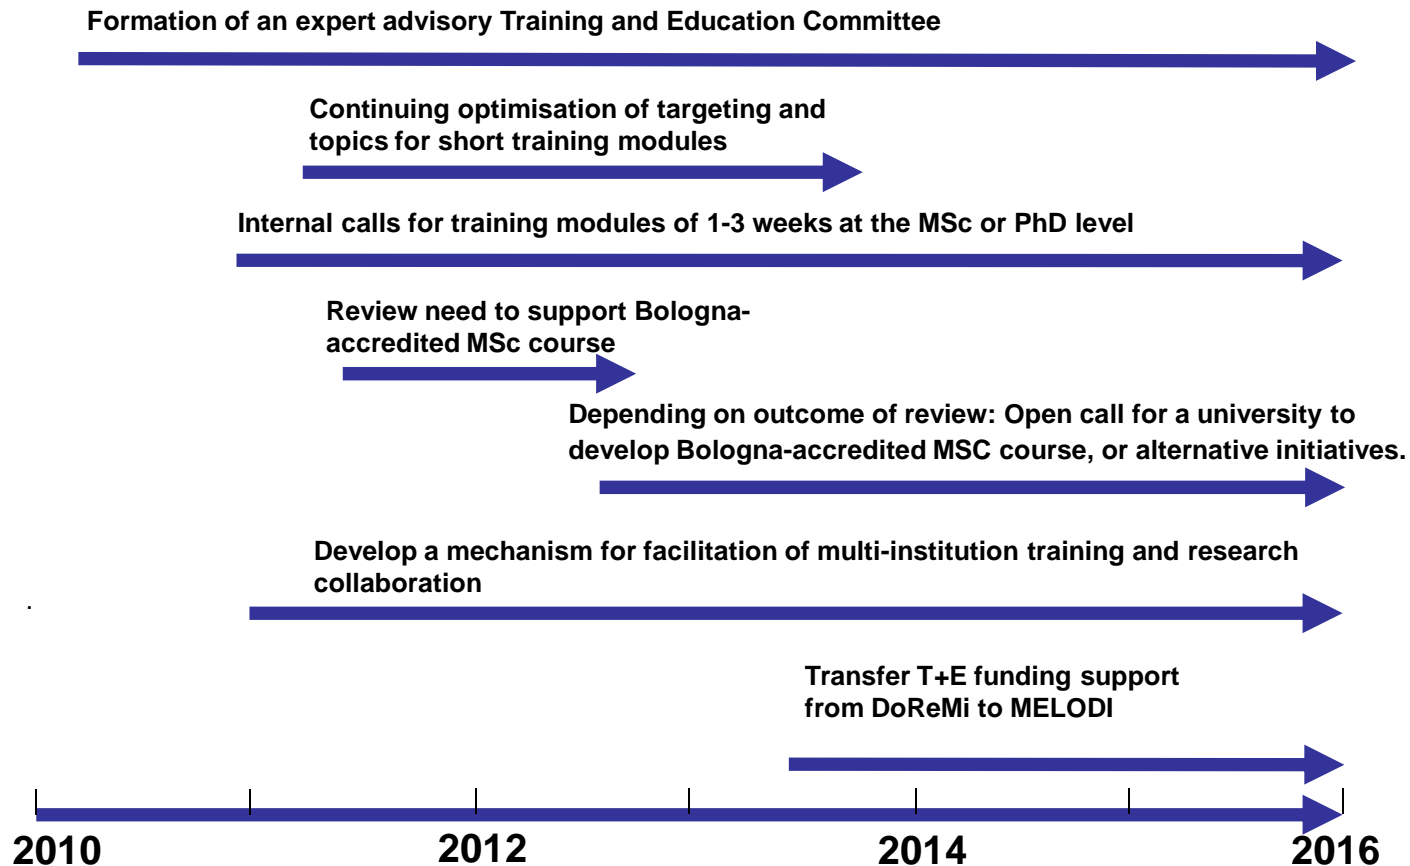 Formation of an expert advisory Training and Education Committee
Continuing optimisation of targeting and
topics for short training modules
Internal calls for training modules of 1-3 weeks at the MSc or PhD level
Review need to support Bologna-
accredited MSc course
Depending on outcome of review: Open call for a university to
develop Bologna-accredited MSC course, or alternative initiatives.
Develop a mechanism for facilitation of multi-institution training and research
collaboration
.
Transfer T+E funding support
from DoReMi to MELODI
2010 2012 2014 2016